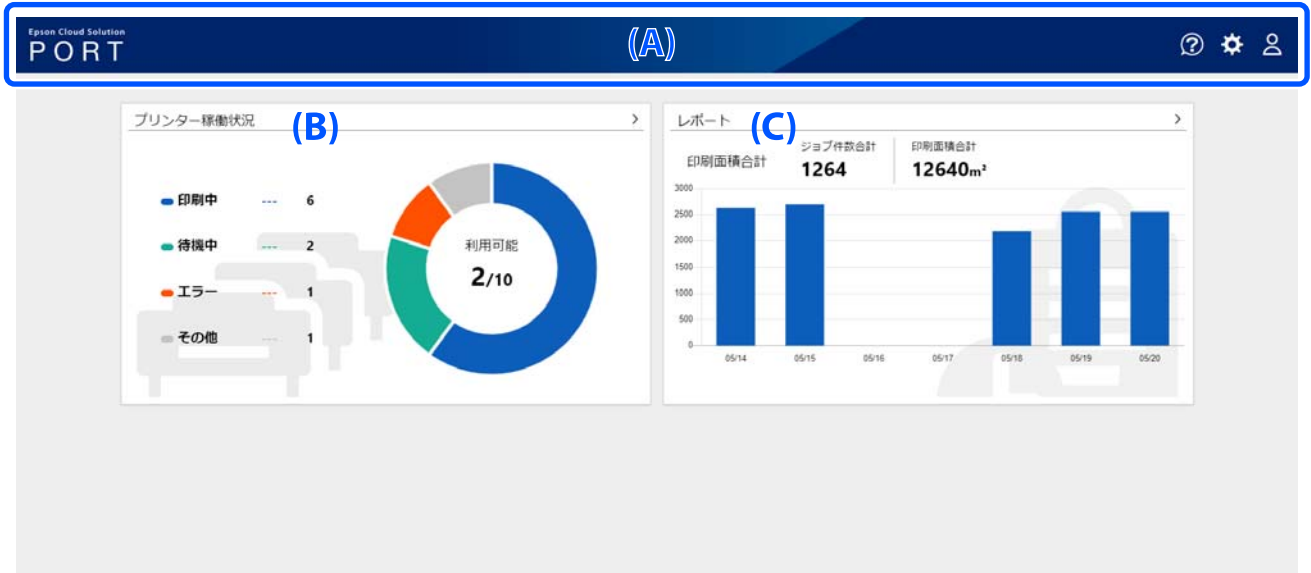 Epson Cloud Solution
PORT
(A)
プリンター稼働状況
(B)
印刷中 --- 6
待機中 --- 2
エラー --- 1
その他 --- 1
利用可能
2/10
レポート
(C)
印刷面積合計
ジョブ件数合計
1264
印刷面積合計
12640m²
3000
2500
2000
1500
1000
500
0
05/14 05/15 05/16 05/17 05/18 05/19 05/20